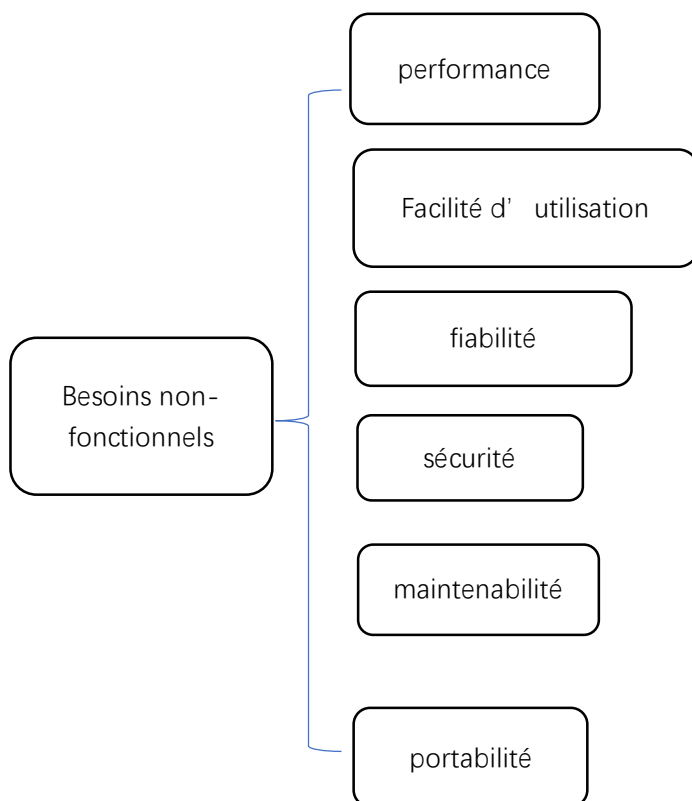 performance
Facilité d’ utilisation
fiabilité
Besoins non-
fonctionnels
sécurité
maintenabilité
portabilité